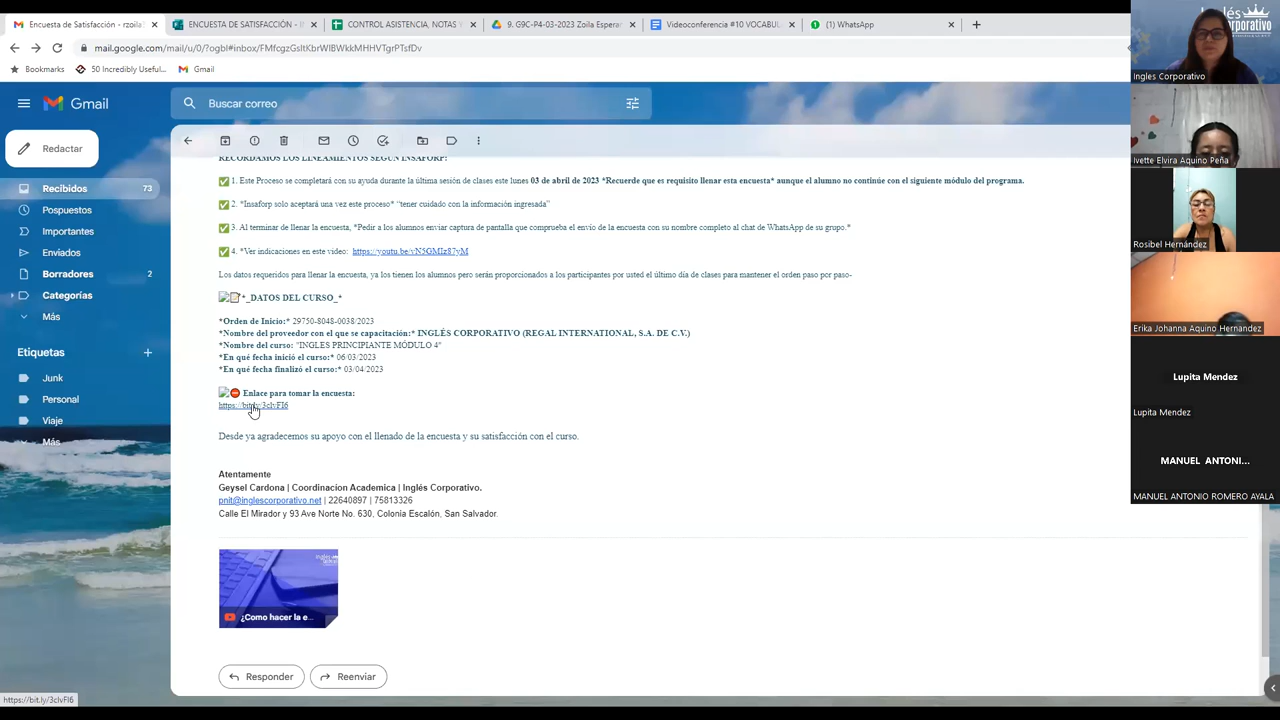 Encuesta de Satisfacción - rzoila
ENCUESTA DE SATISFACCIÓN - I
CONTROL ASISTENCIA, NOTAS Y
9. G9C-P4-03-2023 Zoila Esperan
Videoconferencia #10 VOCABUL
(1) WhatsApp
mail.google.com/mail/u/0/?ogbl#inbox/FMfcgzGsltKbrWlBWkkMHHVTgrPTsfDv
Bookmarks
50 Incredibly Useful...
Gmail
Gmail
Buscar correo
Redactar
Recibidos 73
Pospuestos
Importantes
Enviados
Borradores 2
Categorías
Más
Etiquetas
Junk
Personal
Viaje
Más
RECORDAMOS LOS LINEAMIENTOS SEGÚN INSAFORP:
✅ 1. Este Proceso se completará con su ayuda durante la última sesión de clases este lunes 03 de abril de 2023 *Recuerde que es requisito llenar esta encuesta* aunque el alumno no continúe con el siguiente módulo del programa.
✅ 2. *Insaforp solo aceptará una vez este proceso* “tener cuidado con la información ingresada”
✅ 3. Al terminar de llenar la encuesta, *Pedir a los alumnos enviar captura de pantalla que comprueba el envío de la encuesta con su nombre completo al chat de WhatsApp de su grupo.*
✅ 4. *Ver indicaciones en este video: https://youtu.be/vN5GMIz87yM
Los datos requeridos para llenar la encuesta, ya los tienen los alumnos pero serán proporcionados a los participantes por usted el último día de clases para mantener el orden paso por paso-
*_DATOS DEL CURSO_*
*Orden de Inicio:* 29750-8048-0038/2023
*Nombre del proveedor con el que se capacitación:* INGLÉS CORPORATIVO (REGAL INTERNATIONAL, S.A. DE C.V.)
*Nombre del curso: "INGLES PRINCIPIANTE MÓDULO 4"
*En qué fecha inició el curso:* 06/03/2023
*En qué fecha finalizó el curso:* 03/04/2023
Enlace para tomar la encuesta:
https://bit.ly/3clvFI6
Desde ya agradecemos su apoyo con el llenado de la encuesta y su satisfacción con el curso.
Atentamente
Geysel Cardona | Coordinacion Academica | Inglés Corporativo.
pnit@inglescorporativo.net | 22640897 | 75813326
Calle El Mirador y 93 Ave Norte No. 630, Colonia Escalón, San Salvador.
¿Como hacer la e...
Responder
Reenviar
https://bit.ly/3clvFI6
Inglés Corporativo
Ingles Corporativo
Ivette Elvira Aquino Peña
Rosibel Hernández
Erika Johanna Aquino Hernandez
Lupita Mendez
Lupita Mendez
MANUEL ANTONI...
MANUEL ANTONIO ROMERO AYALA